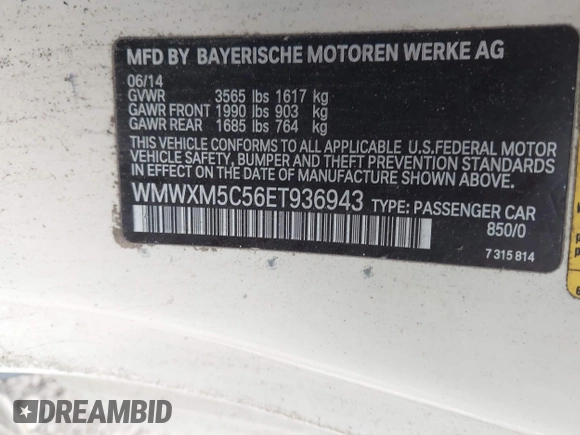 MFD BY BAYERISCHE MOTOREN WERKE AG
06/14
GVWR 3565 lbs 1617 kg
GAWR FRONT 1990 lbs 903 kg
GAWR REAR 1685 lbs 764 kg
THIS VEHICLE CONFORMS TO ALL APPLICABLE U.S.FEDERAL MOTOR
VEHICLE SAFETY, BUMPER AND THEFT PREVENTION STANDARDS
IN EFFECT ON THE DATE OF MANUFACTURE SHOWN ABOVE.
WMWXM5C56ET936943 TYPE: PASSENGER CAR
850/0
7 315 814
DREAMBID